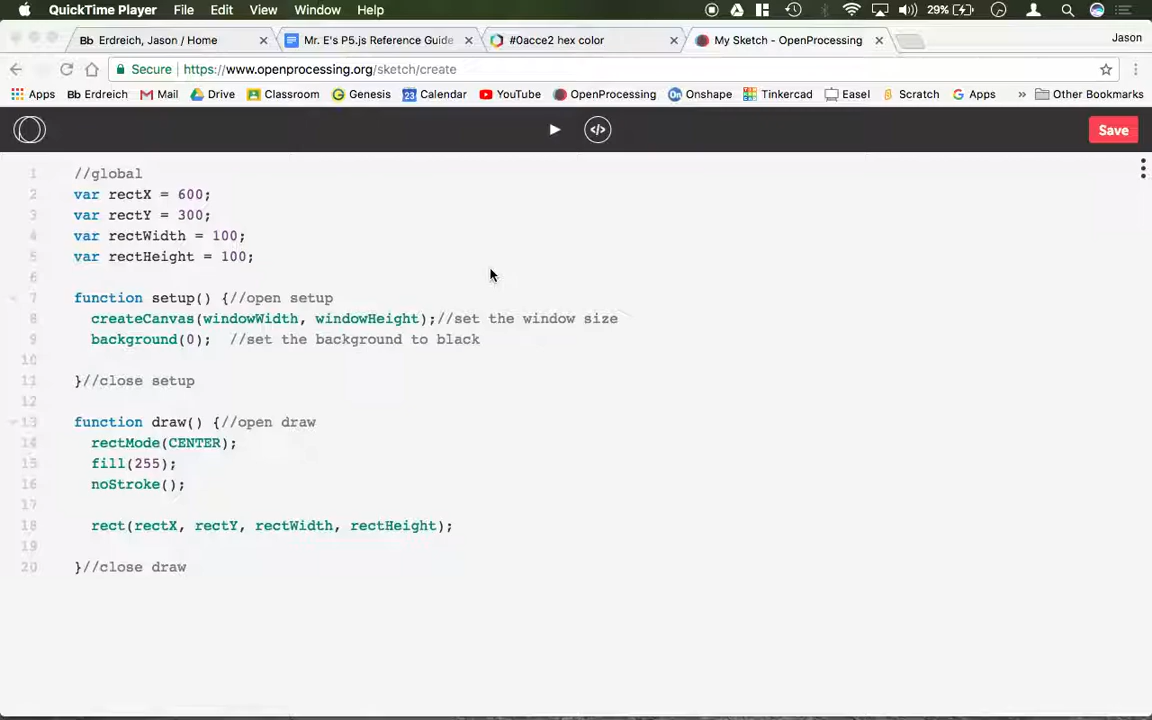 QuickTime Player File Edit View Window Help 29%
Bb Erdreich, Jason / Home Mr. E's P5.js Reference Guide #0acce2 hex color My Sketch - OpenProcessing Jason
Secure https://www.openprocessing.org/sketch/create
Apps Bb Erdreich Mail Drive Classroom Genesis 23 Calendar YouTube OpenProcessing On Onshape Tinkercad Easel Scratch Apps » Other Bookmarks
</> Save
1 //global
2 var rectX = 600;
3 var rectY = 300;
4 var rectWidth = 100;
5 var rectHeight = 100;
6
7 function setup() {//open setup
8 createCanvas(windowWidth, windowHeight);//set the window size
9 background(0); //set the background to black
10
11 }//close setup
12
13 function draw() {//open draw
14 rectMode(CENTER);
15 fill(255);
16 noStroke();
17
18 rect(rectX, rectY, rectWidth, rectHeight);
19
20 }//close draw